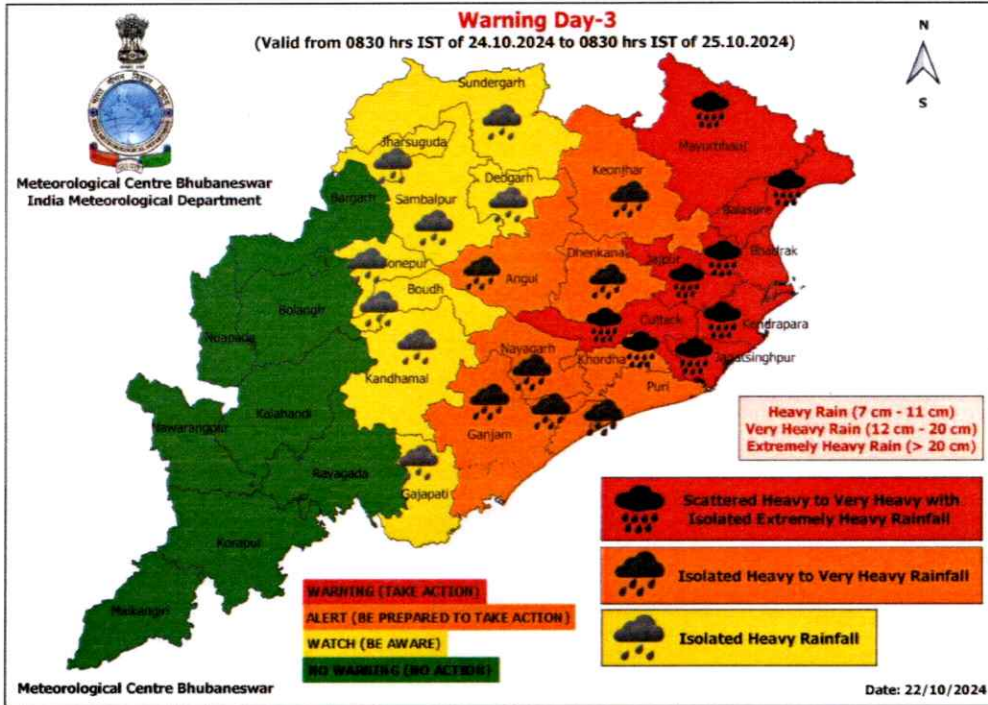 Warning Day-3
(Valid from 0830 hrs IST of 24.10.2024 to 0830 hrs IST of 25.10.2024)
N
S
Meteorological Centre Bhubaneswar
India Meteorological Department
Sundergarh
Jharsuguda
Mayurbhanj
Deogarh
Keonjhar
Bargarh
Sambalpur
Balasore
Sonepur
Dhenkanal
Jajpur
Bhadrak
Angul
Boudh
Bolangir
Cuttack
Kendrapara
Nuapada
Nayagarh
Khordha
Jagatsinghpur
Kandhamal
Puri
Kalahandi
Nawarangpur
Ganjam
Rayagada
Gajapati
Koraput
Malkangiri
Heavy Rain (7 cm - 11 cm)
Very Heavy Rain (12 cm - 20 cm)
Extremely Heavy Rain (> 20 cm)
Scattered Heavy to Very Heavy with
Isolated Extremely Heavy Rainfall
Isolated Heavy to Very Heavy Rainfall
Isolated Heavy Rainfall
WARNING (TAKE ACTION)
ALERT (BE PREPARED TO TAKE ACTION)
WATCH (BE AWARE)
NO WARNING (NO ACTION)
Meteorological Centre Bhubaneswar
Date: 22/10/2024